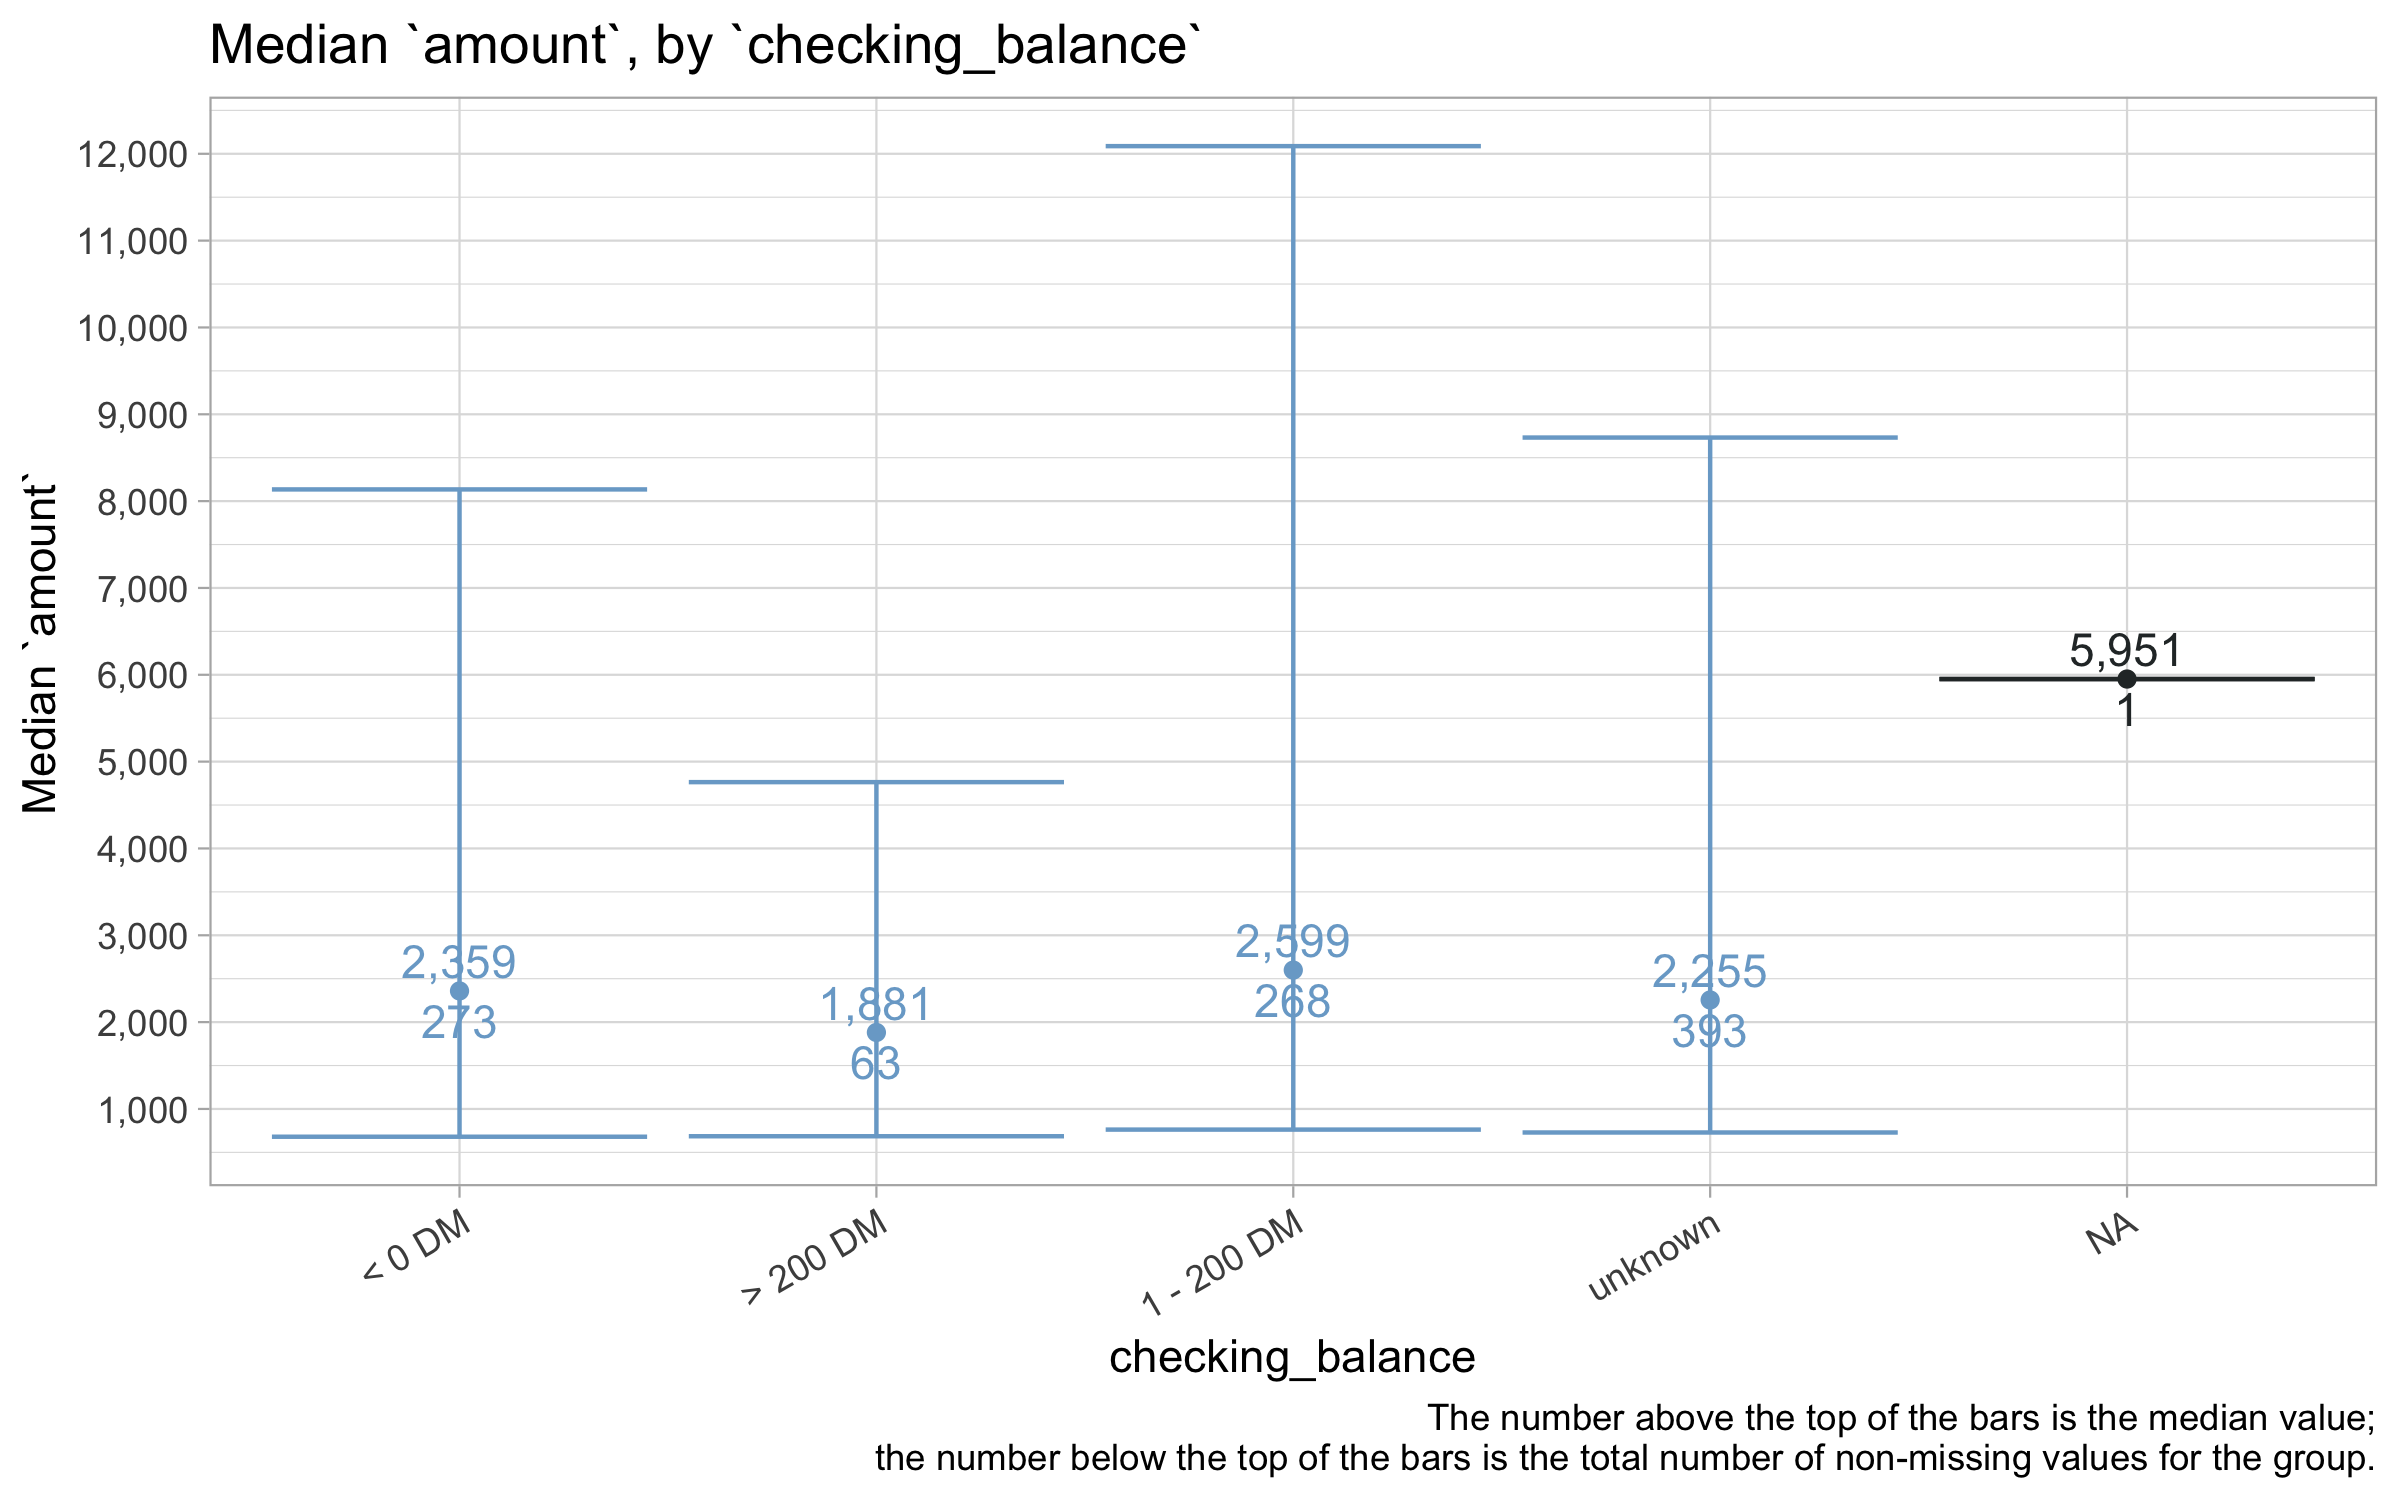 Median `amount`, by `checking_balance`
Median `amount`
12,000
11,000
10,000
9,000
8,000
7,000
6,000
5,000
4,000
3,000
2,000
1,000
2,359
273
1,881
63
2,599
268
2,255
393
5,951
1
< 0 DM
> 200 DM
1 - 200 DM
unknown
NA
checking_balance
The number above the top of the bars is the median value;
the number below the top of the bars is the total number of non-missing values for the group.